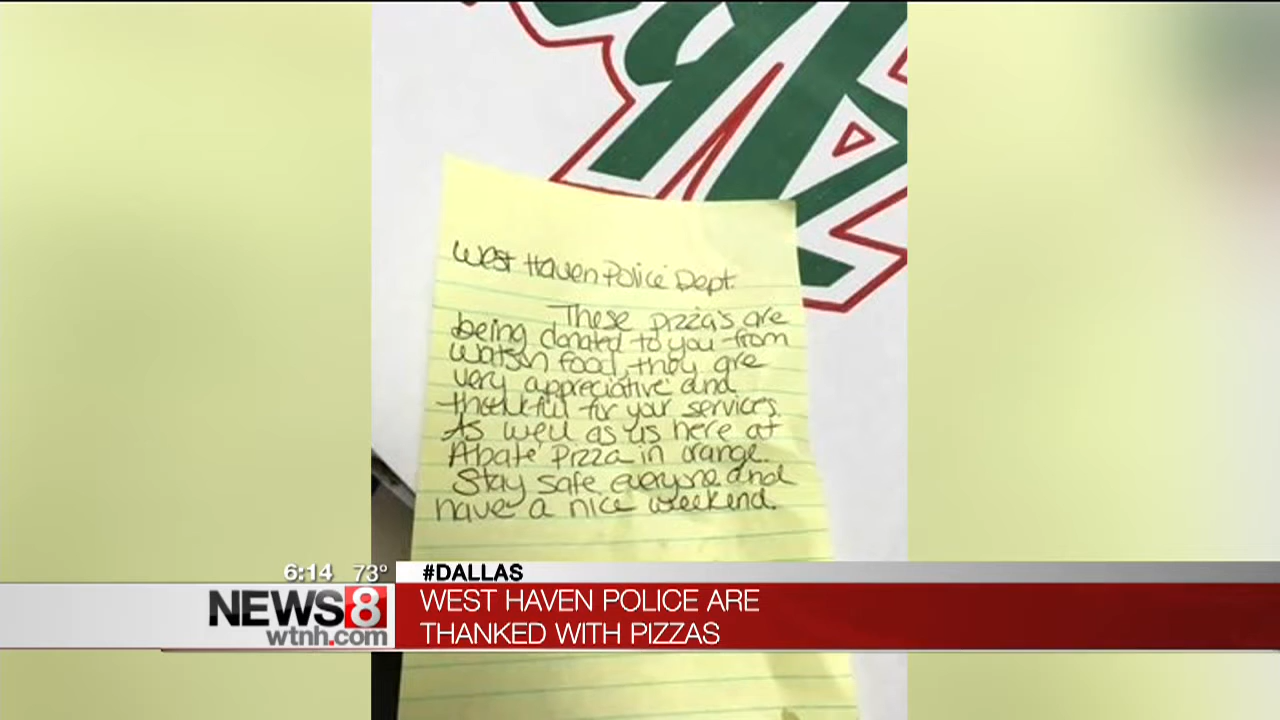 West Haven Police Dept.
These pizza's are
being donated to you from
Watson food, they are
very appreciative and
thankful for your services
As well as us here at
Abate Pizza in orange.
Stay safe everyone and
have a nice weekend.
6:14 73°
#DALLAS
NEWS8
wtnh.com
WEST HAVEN POLICE ARE
THANKED WITH PIZZAS